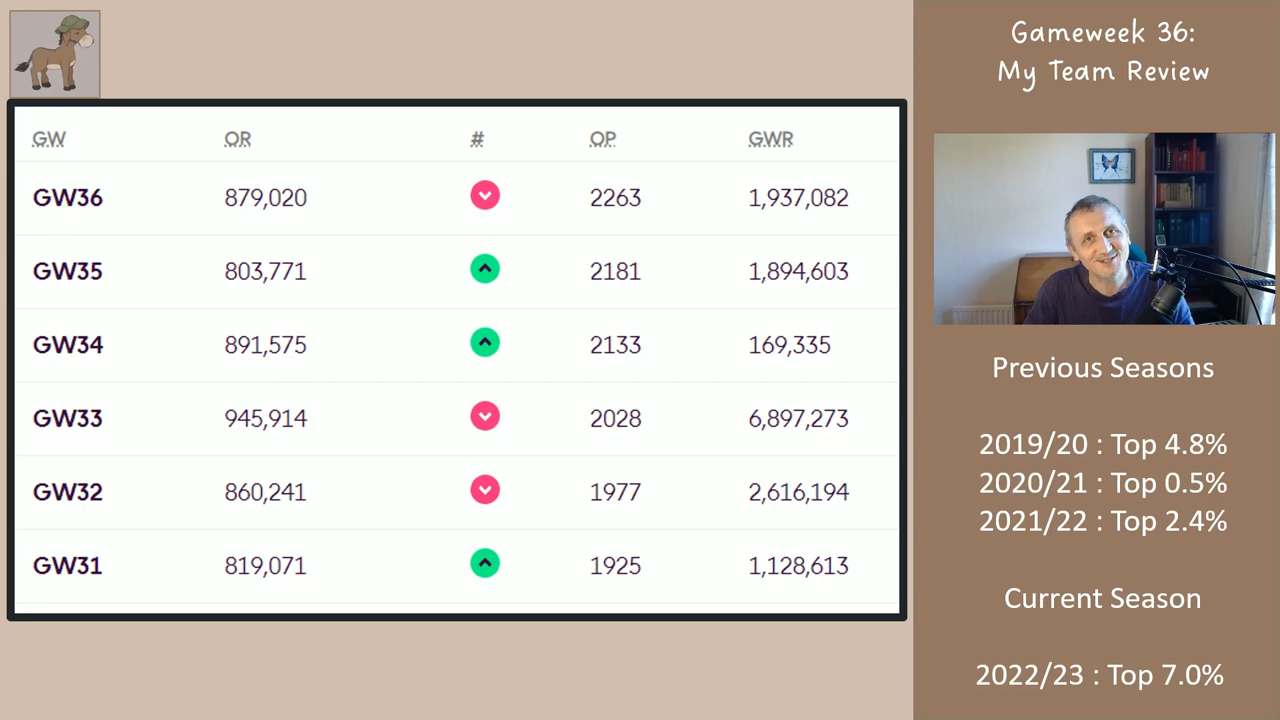 GW OR # OP GWR
GW36 879,020 2263 1,937,082
GW35 803,771 2181 1,894,603
GW34 891,575 2133 169,335
GW33 945,914 2028 6,897,273
GW32 860,241 1977 2,616,194
GW31 819,071 1925 1,128,613
Gameweek 36:
My Team Review
Previous Seasons
2019/20 : Top 4.8%
2020/21 : Top 0.5%
2021/22 : Top 2.4%
Current Season
2022/23 : Top 7.0%